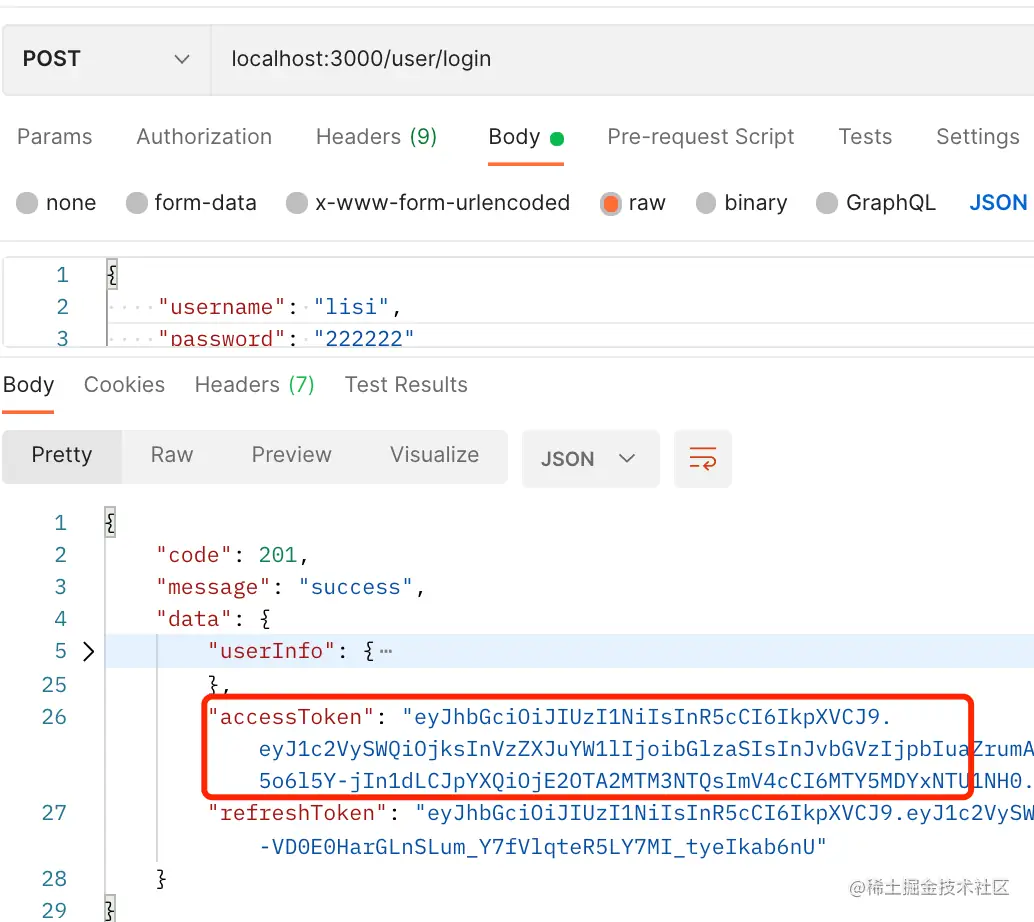 POST localhost:3000/user/login
Params Authorization Headers (9) Body Pre-request Script Tests Settings
none form-data x-www-form-urlencoded raw binary GraphQL JSON
1 {
2 "username": "lisi",
3 "password": "222222"
Body Cookies Headers (7) Test Results
Pretty Raw Preview Visualize JSON
1 {
2 "code": 201,
3 "message": "success",
4 "data": {
5 "userInfo": {⋯
25 },
26 "accessToken": "eyJhbGciOiJIUzI1NiIsInR5cCI6IkpXVCJ9.
eyJ1c2VySWQiOjksInVzZXJuYW1lIjoibGlzaSIsInJvbGVzIjpbIuaZrumA
5o6l5Y-jIn1dLCJpYXQiOjE2OTA2MTM3NTQsImV4cCI6MTY5MDYxNTU1NH0.
27 "refreshToken": "eyJhbGciOiJIUzI1NiIsInR5cCI6IkpXVCJ9.eyJ1c2VySW
-VD0E0HarGLnSLum_Y7fVlqteR5LY7MI_tyeIkab6nU"
28 }
29 }
@稀土掘金技术社区